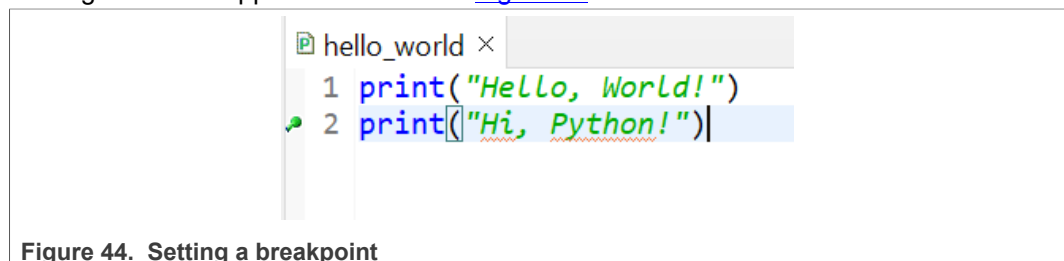 hello_world ×
1 print("Hello, World!")
2 print("Hi, Python!")
Figure 44. Setting a breakpoint